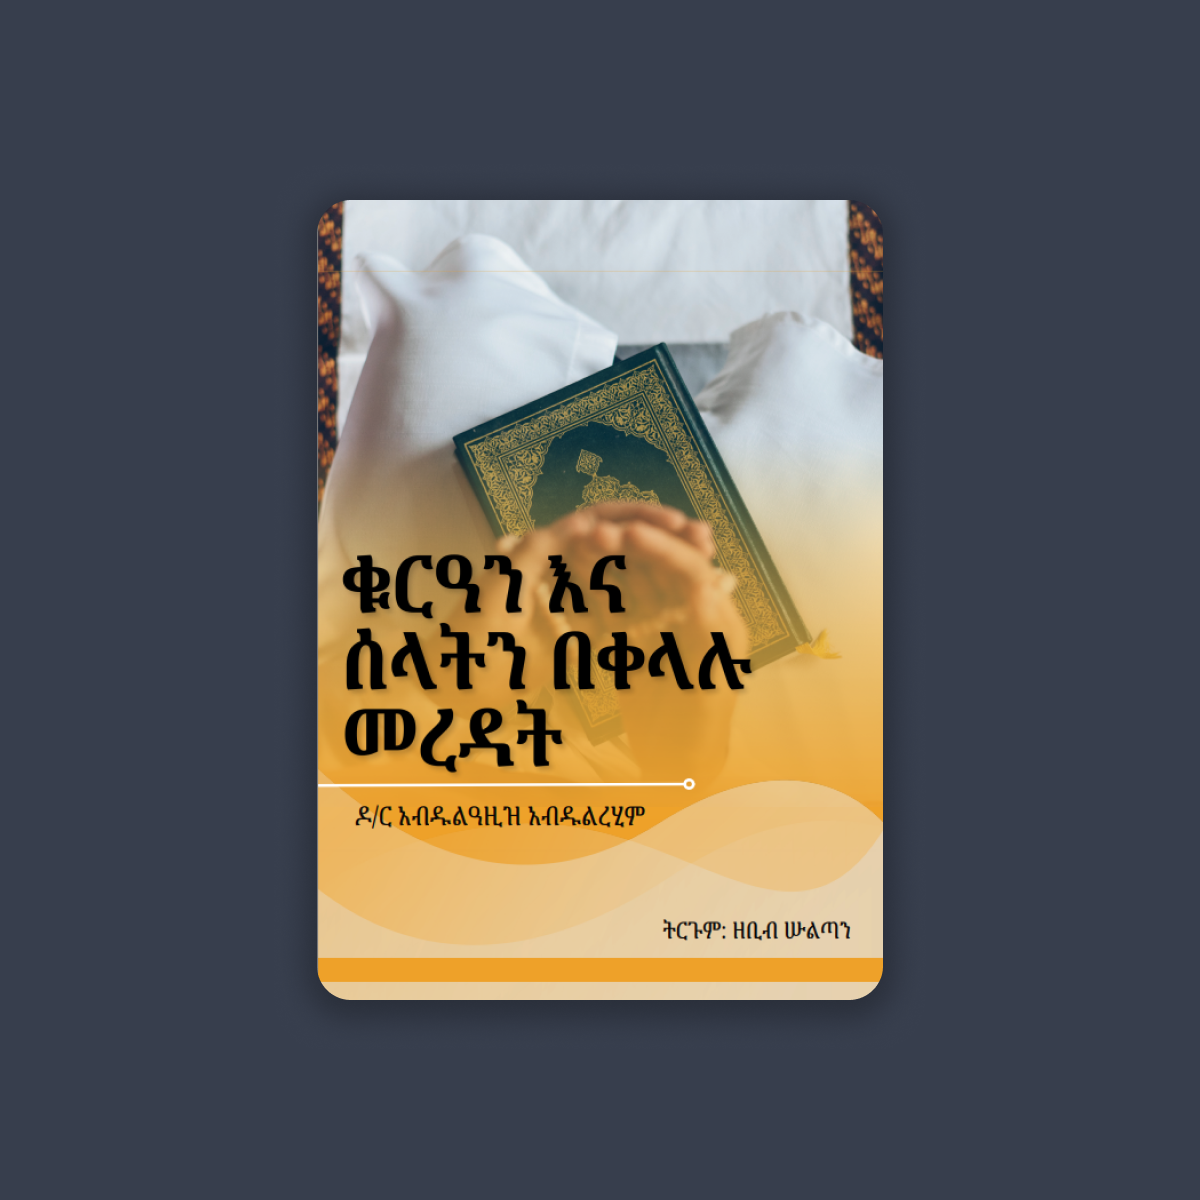 ቁርዓን እና
ሰላትን በቀላሉ
መረዳት
ዶ/ር አብዱልዓዚዝ አብዱልረሂም
ትርጉም: ዘቢብ ሡልጣን